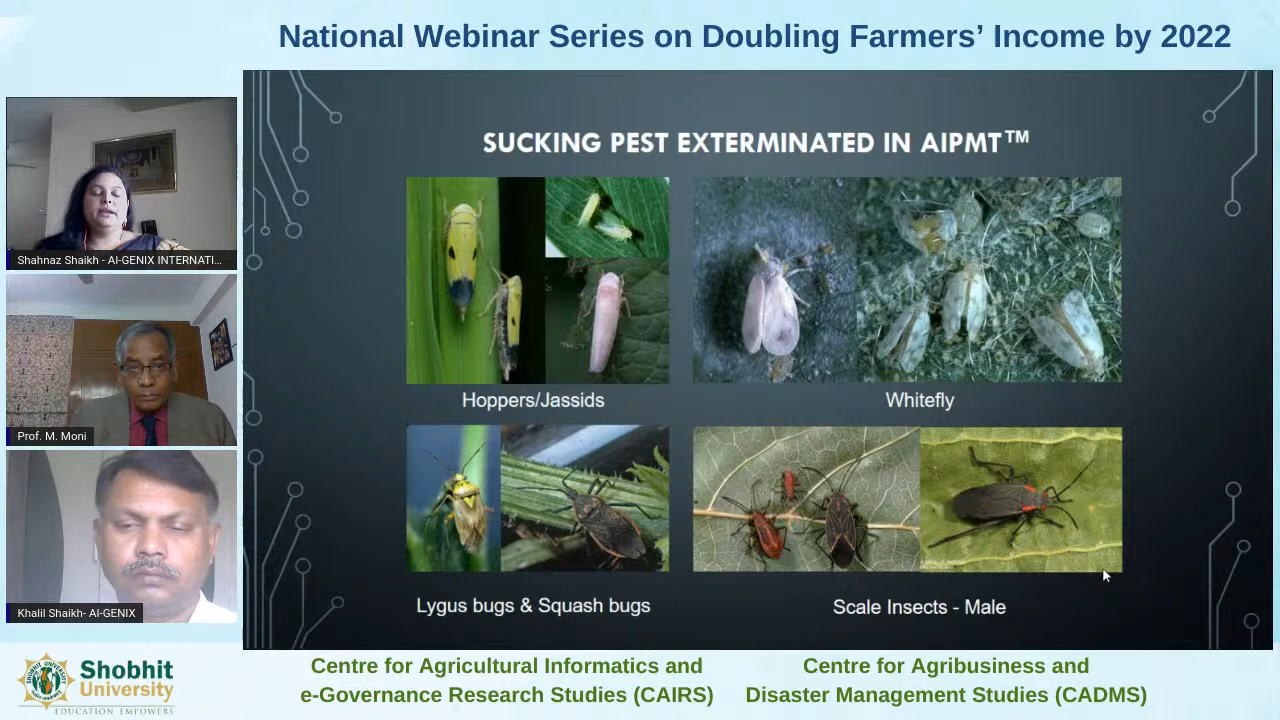 National Webinar Series on Doubling Farmers' Income by 2022
SUCKING PEST EXTERMINATED IN AIPMT™
Hoppers/Jassids
Whitefly
Lygus bugs & Squash bugs
Scale Insects - Male
Shahnaz Shaikh - AI-GENIX INTERNATI...
Prof. M. Moni
Khalil Shaikh- AI-GENIX
Shobhit
University
EDUCATION EMPOWERS
Centre for Agricultural Informatics and
e-Governance Research Studies (CAIRS)
Centre for Agribusiness and
Disaster Management Studies (CADMS)